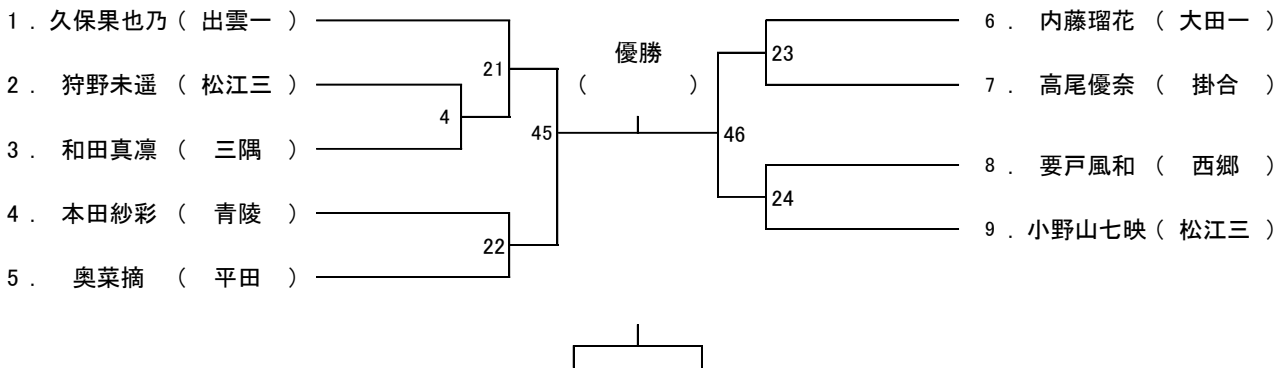 1 . 久保果也乃 ( 出雲一 )
2 . 狩野未遥 ( 松江三 )
3 . 和田真凛 ( 三隅 )
4 . 本田紗彩 ( 青陵 )
5 . 奥菜摘 ( 平田 )
21
4
45
22
優勝
( )
23
46
24
6 . 内藤瑠花 ( 大田一 )
7 . 高尾優奈 ( 掛合 )
8 . 要戸風和 ( 西郷 )
9 . 小野山七映 ( 松江三 )